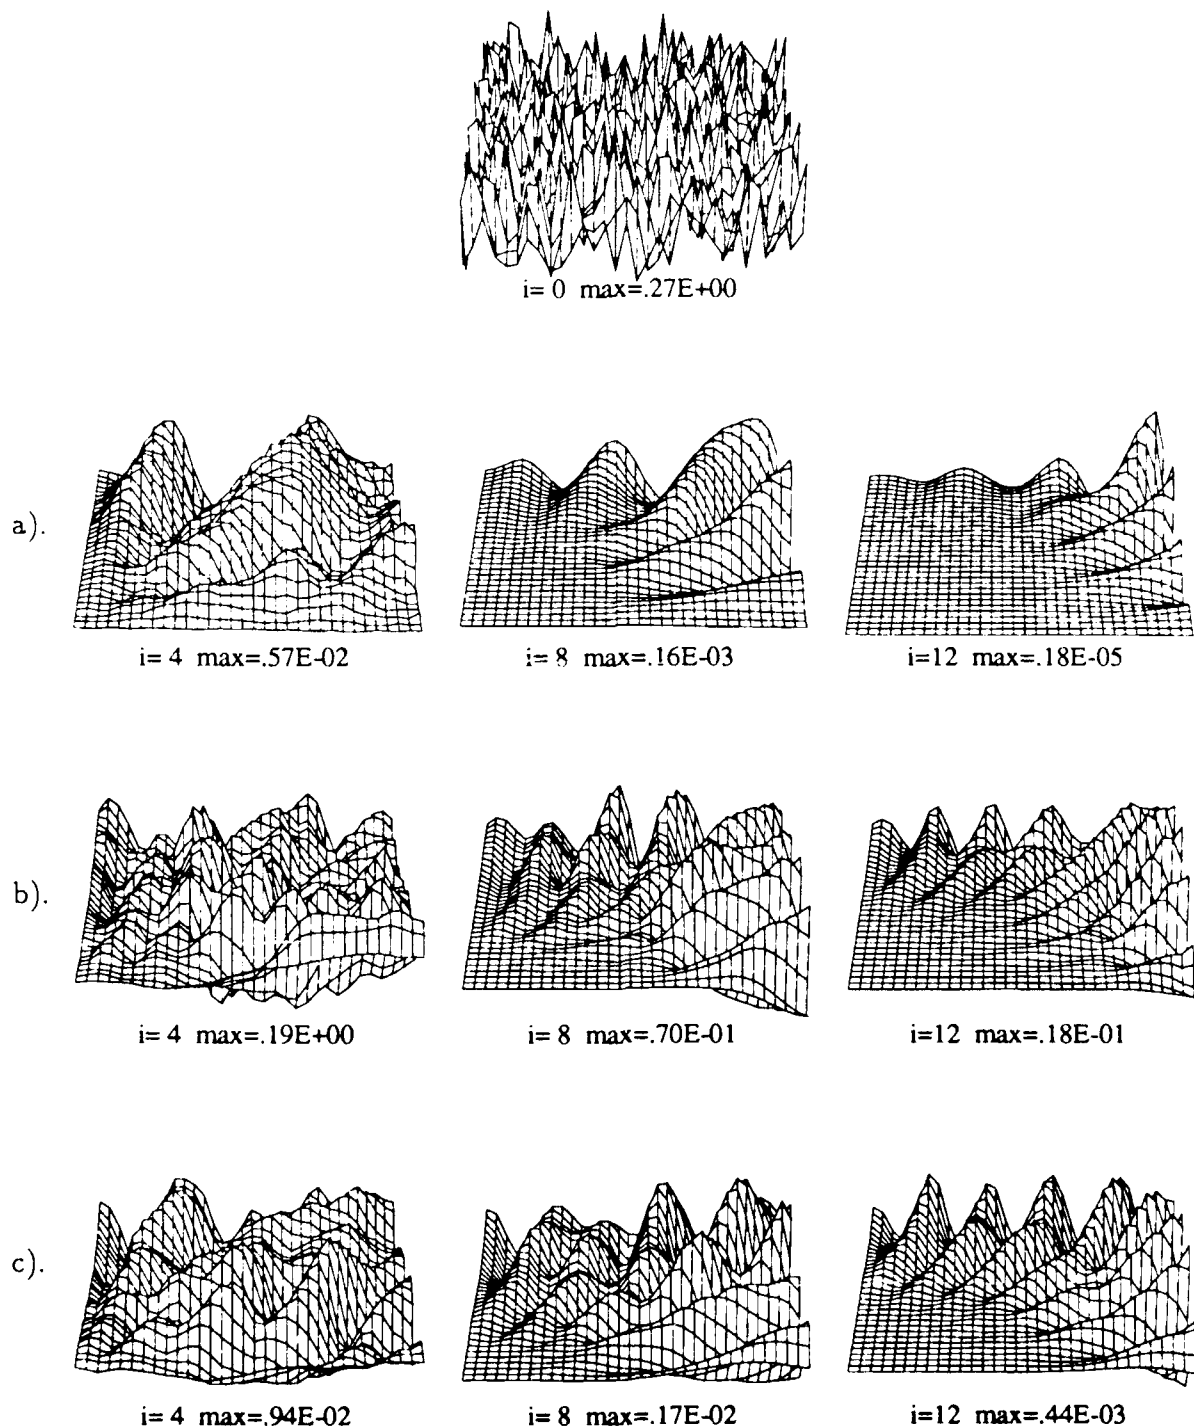 i= 0 max=.27E+00
a).
i= 4 max=.57E-02
i= 8 max=.16E-03
i=12 max=.18E-05
b).
i= 4 max=.19E+00
i= 8 max=.70E-01
i=12 max=.18E-01
c).
i= 4 max=.94E-02
i= 8 max=.17E-02
i=12 max=.44E-03